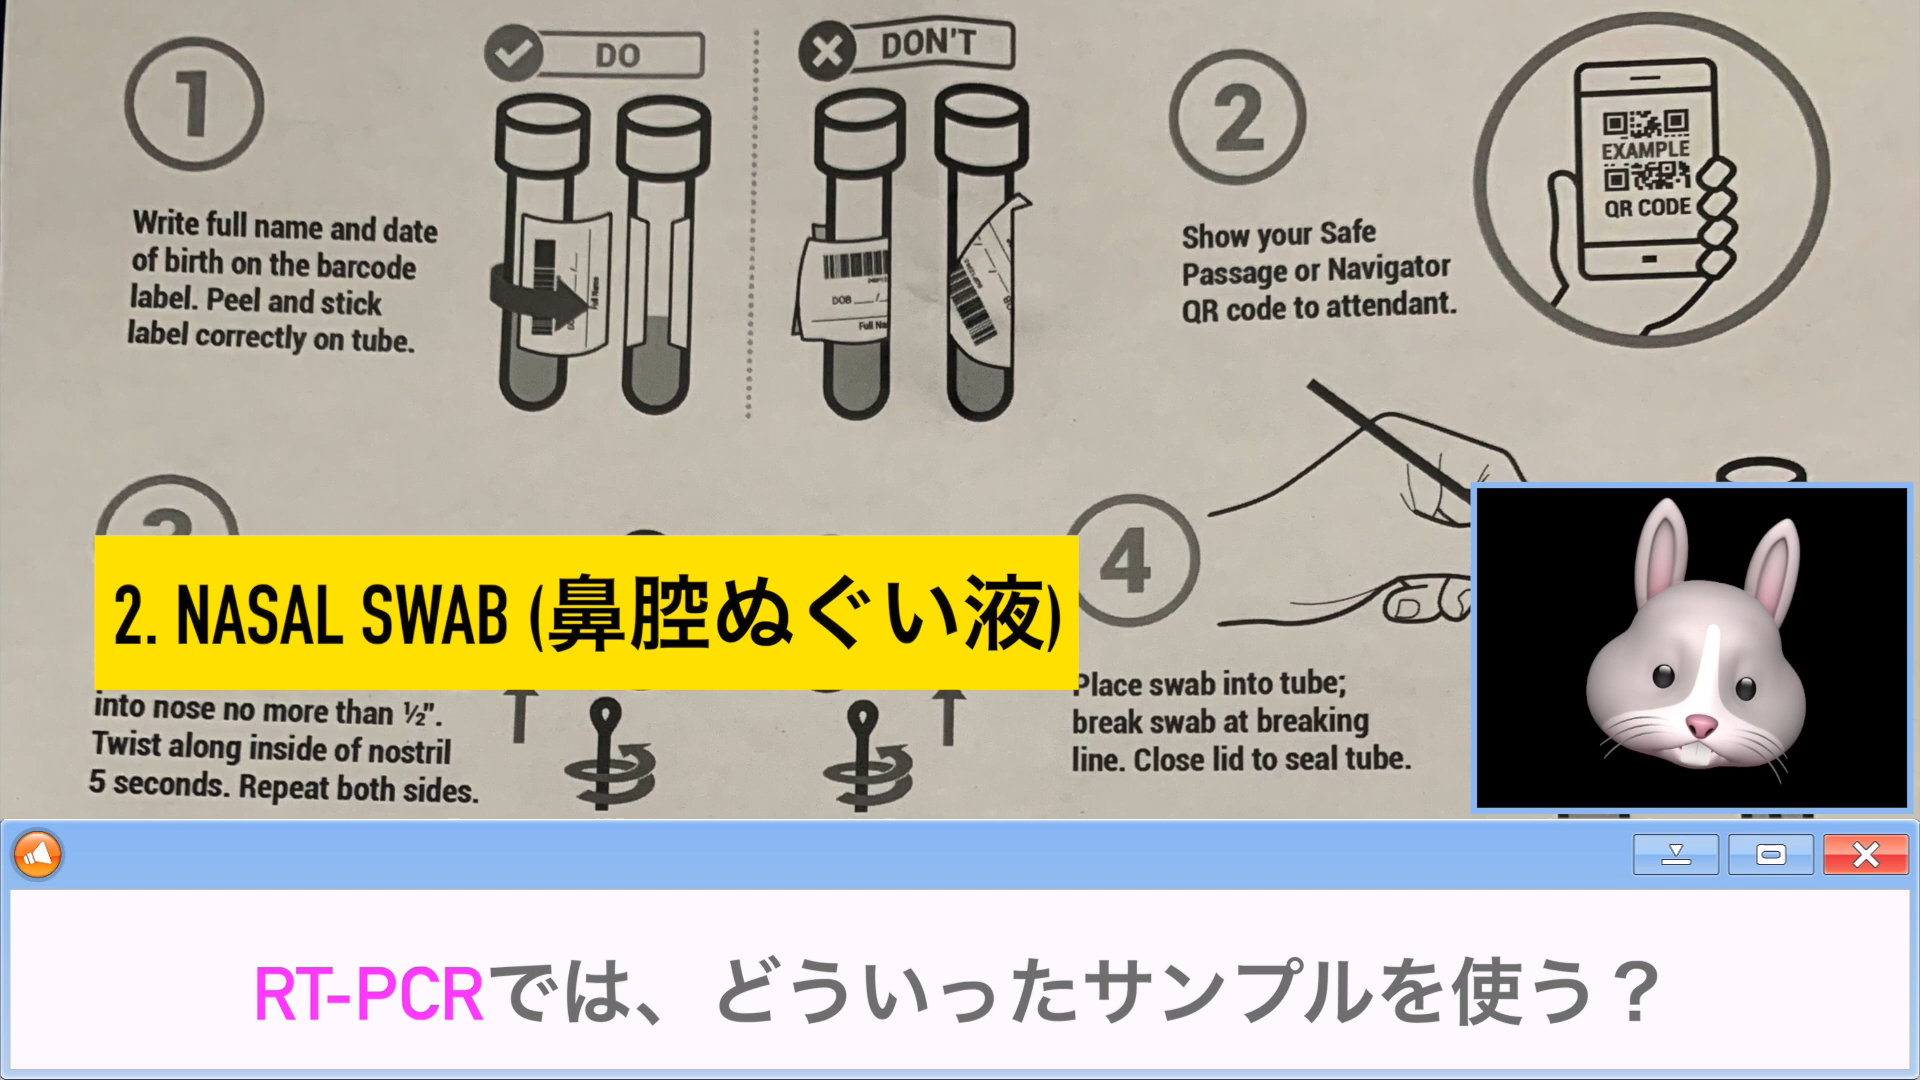 1
DO
DON'T
Write full name and date
of birth on the barcode
label. Peel and stick
label correctly on tube.
DOB __/__
Full Name
2
EXAMPLE
QR CODE
Show your Safe
Passage or Navigator
QR code to attendant.
2. NASAL SWAB (鼻腔ぬぐい液)
into nose no more than ½".
Twist along inside of nostril
5 seconds. Repeat both sides.
4
Place swab into tube;
break swab at breaking
line. Close lid to seal tube.
RT-PCRでは、どういったサンプルを使う？